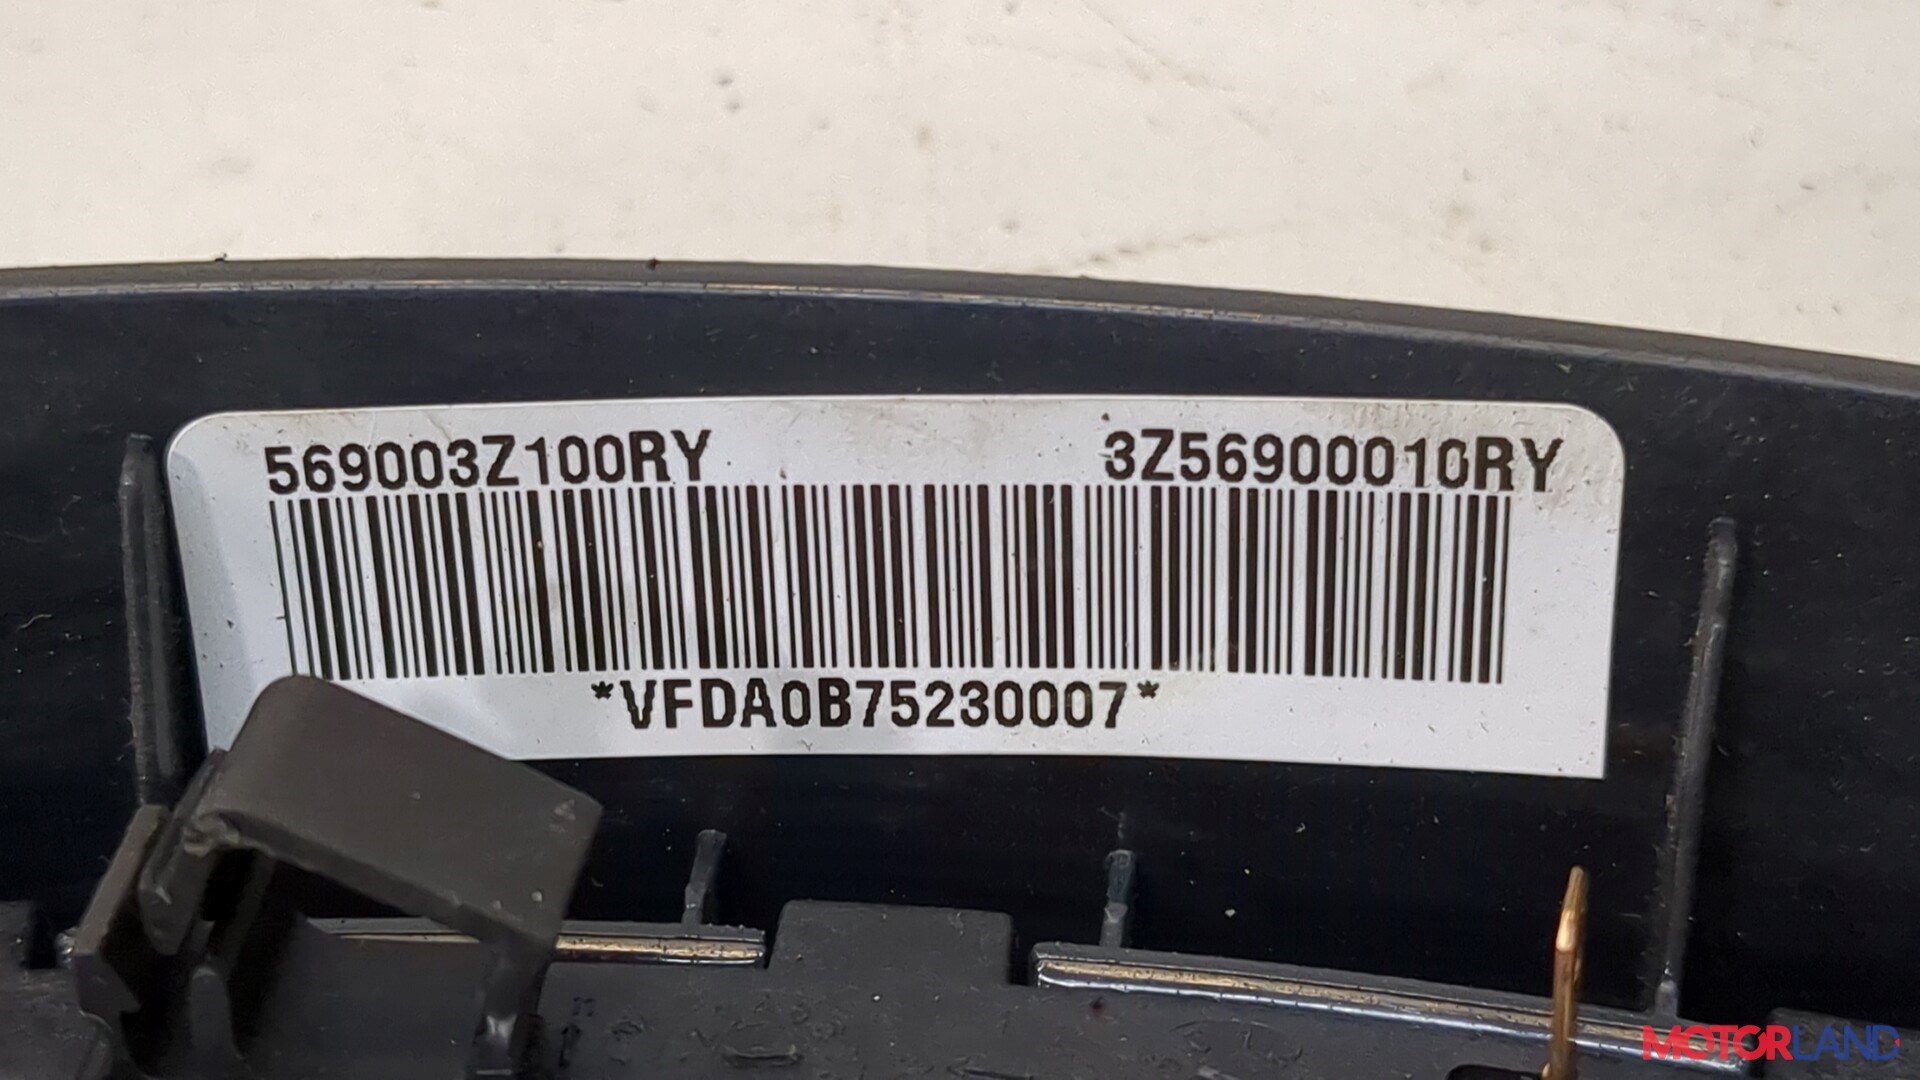 569003Z100RY 3Z56900010RY
*VFDA0B75230007*
MOTORLAND